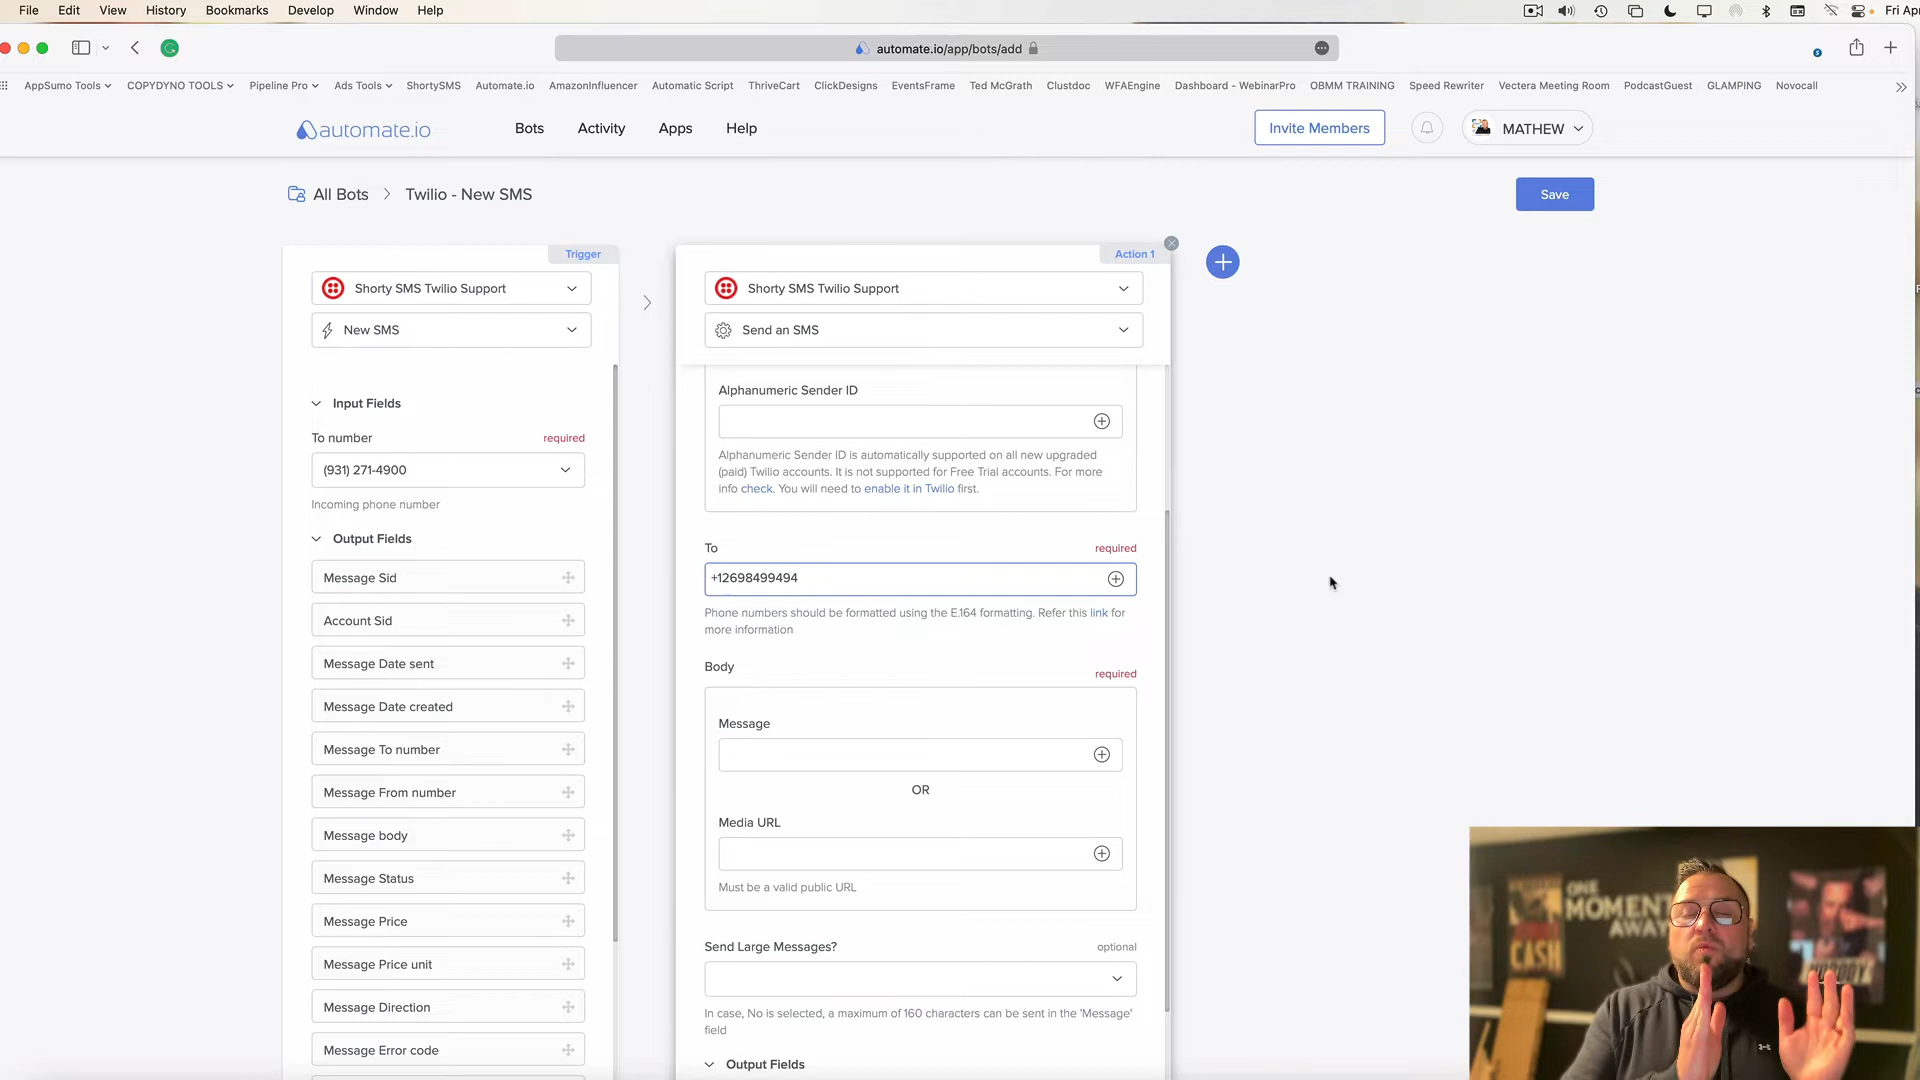 File Edit View History Bookmarks Develop Window Help
Fri Ap
automate.io/app/bots/add
AppSumo Tools COPYDYNO TOOLS Pipeline Pro Ads Tools ShortySMS Automate.io AmazonInfluencer Automatic Script ThriveCart ClickDesigns EventsFrame Ted McGrath Clustdoc WFAEngine Dashboard - WebinarPro OBMM TRAINING Speed Rewriter Vectera Meeting Room PodcastGuest GLAMPING Novocall
automate.io Bots Activity Apps Help Invite Members MATHEW
All Bots > Twilio - New SMS
Save
Trigger
Shorty SMS Twilio Support
New SMS
Input Fields
To number required
(931) 271-4900
Incoming phone number
Output Fields
Message Sid
Account Sid
Message Date sent
Message Date created
Message To number
Message From number
Message body
Message Status
Message Price
Message Price unit
Message Direction
Message Error code
Action 1
Shorty SMS Twilio Support
Send an SMS
Alphanumeric Sender ID
Alphanumeric Sender ID is automatically supported on all new upgraded
(paid) Twilio accounts. It is not supported for Free Trial accounts. For more
info check. You will need to enable it in Twilio first.
To required
+12698499494
Phone numbers should be formatted using the E.164 formatting. Refer this link for
more information
Body required
Message
OR
Media URL
Must be a valid public URL
Send Large Messages? optional
In case, No is selected, a maximum of 160 characters can be sent in the 'Message'
field
Output Fields
ONE
MOMENT
AWAY
CASH